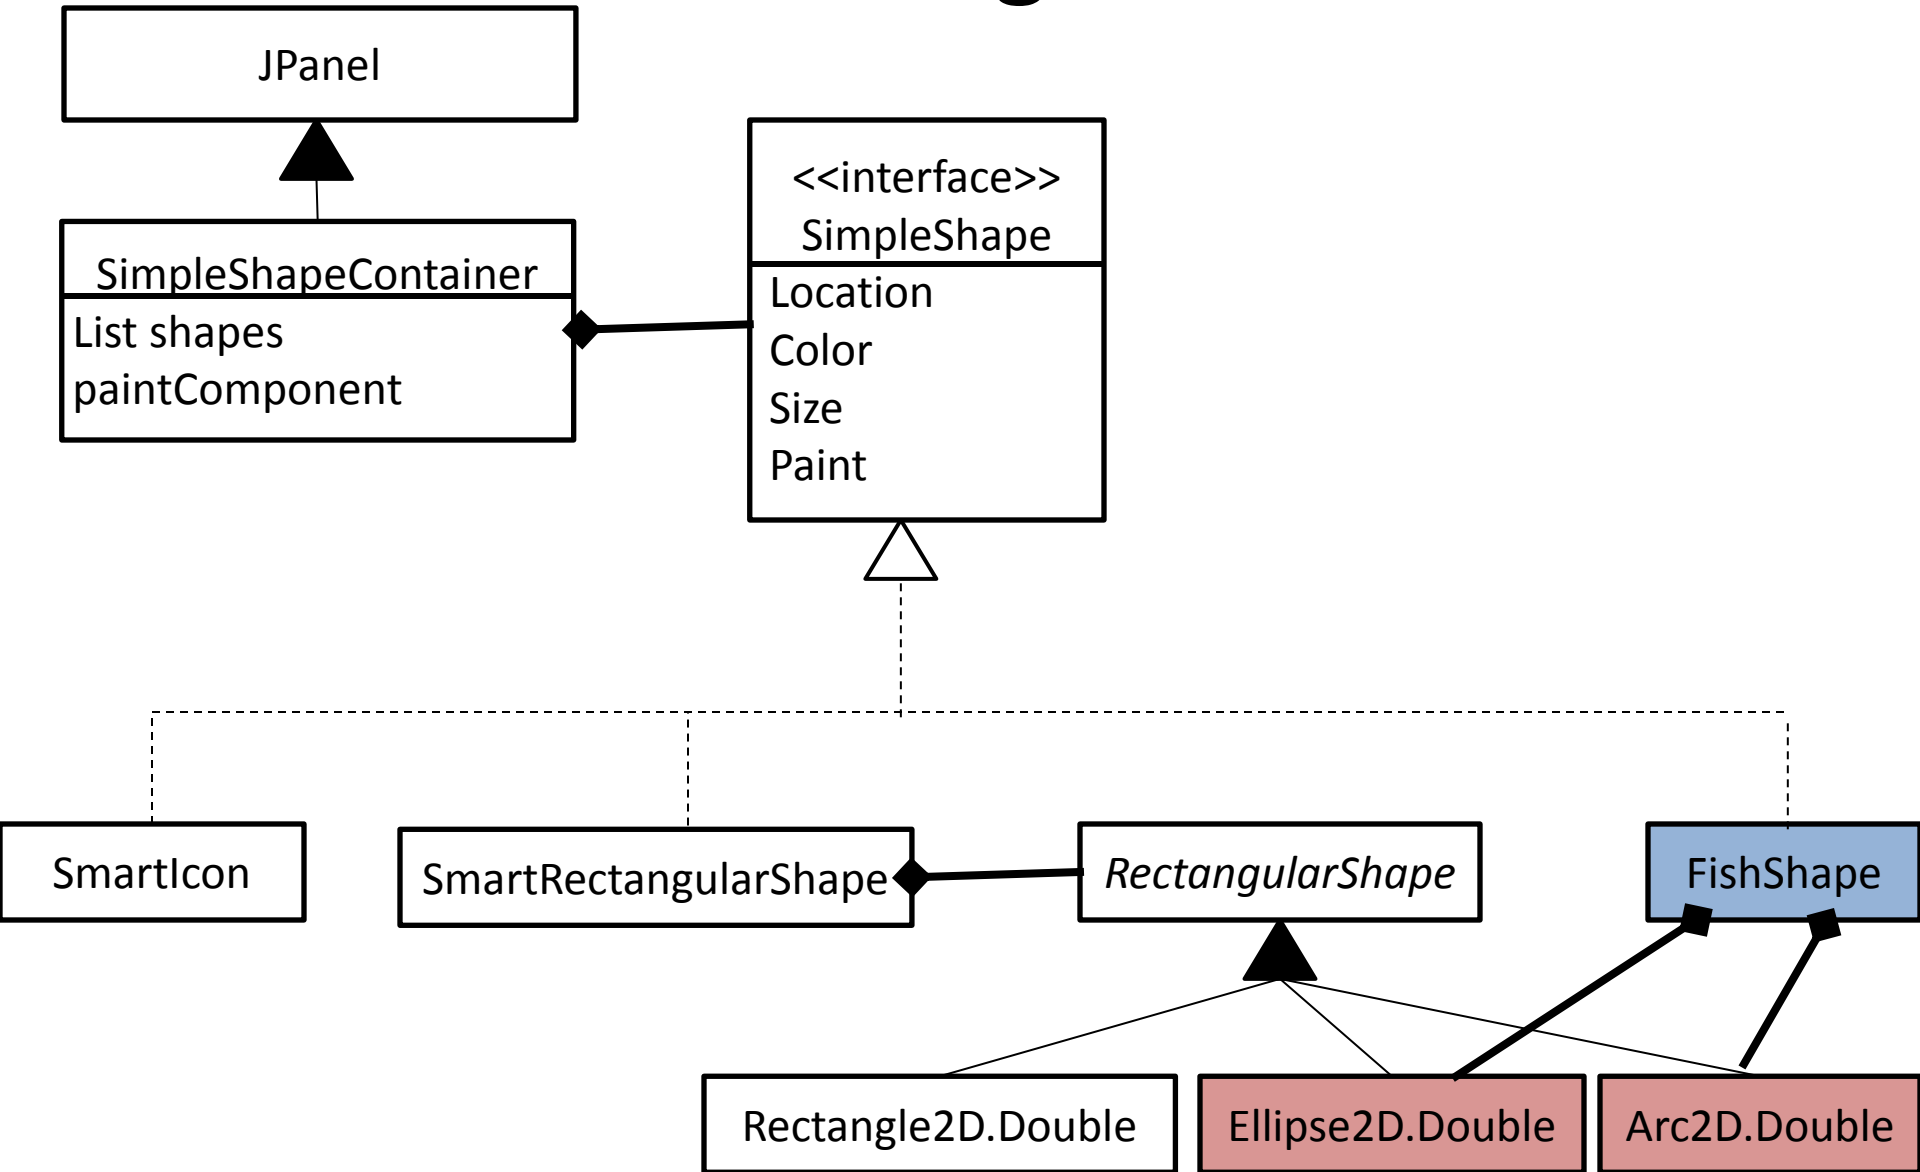 JPanel
SimpleShapeContainer
List shapes
paintComponent
<<interface>>
SimpleShape
Location
Color
Size
Paint
SmartIcon
SmartRectangularShape
RectangularShape
FishShape
Rectangle2D.Double
Ellipse2D.Double
Arc2D.Double